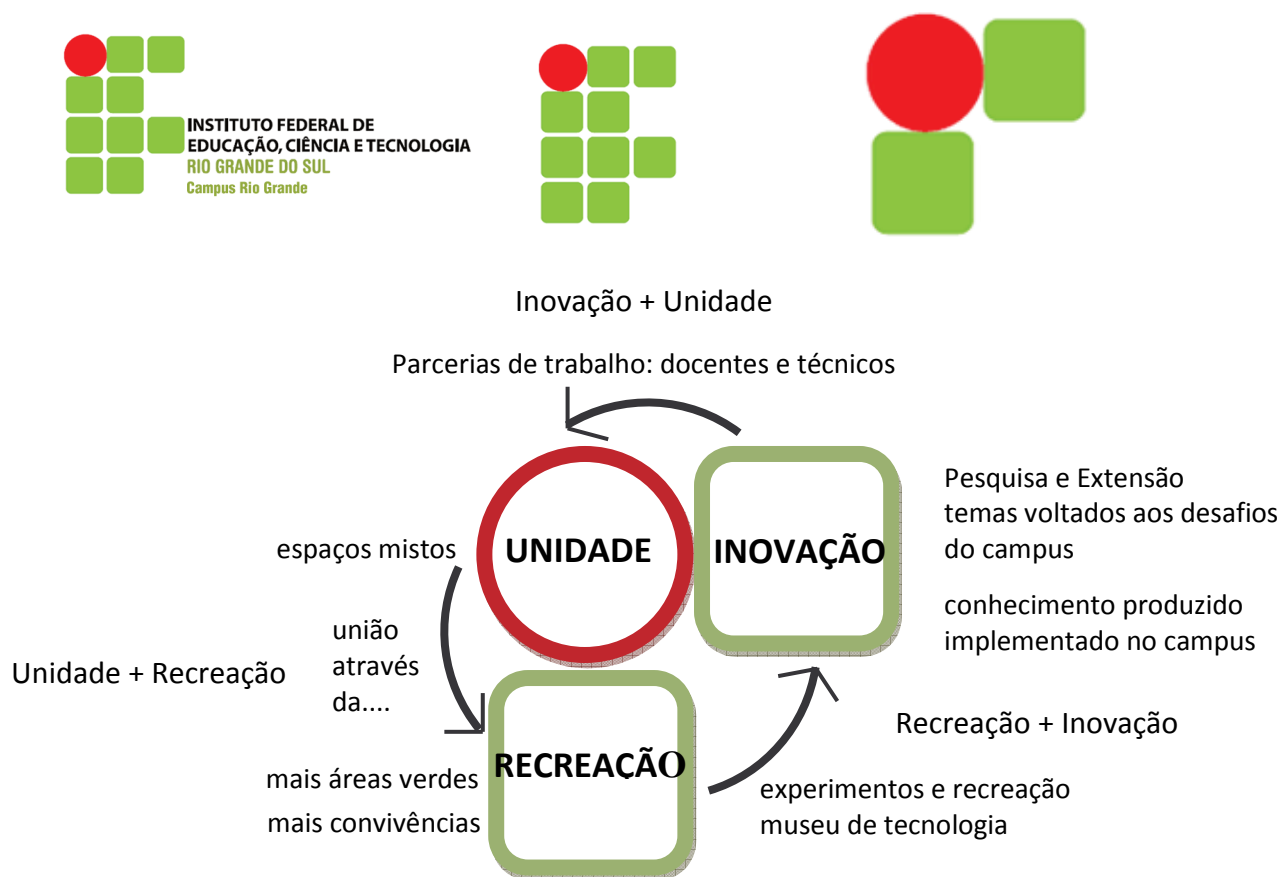 INSTITUTO FEDERAL DE
EDUCAÇÃO, CIÊNCIA E TECNOLOGIA
RIO GRANDE DO SUL
Campus Rio Grande
Inovação + Unidade
Parcerias de trabalho: docentes e técnicos
UNIDADE
INOVAÇÃO
Pesquisa e Extensão
temas voltados aos desafios
do campus
conhecimento produzido
implementado no campus
espaços mistos
união
através
da....
Unidade + Recreação
RECREAÇÃO
mais áreas verdes
mais convivências
Recreação + Inovação
experimentos e recreação
museu de tecnologia